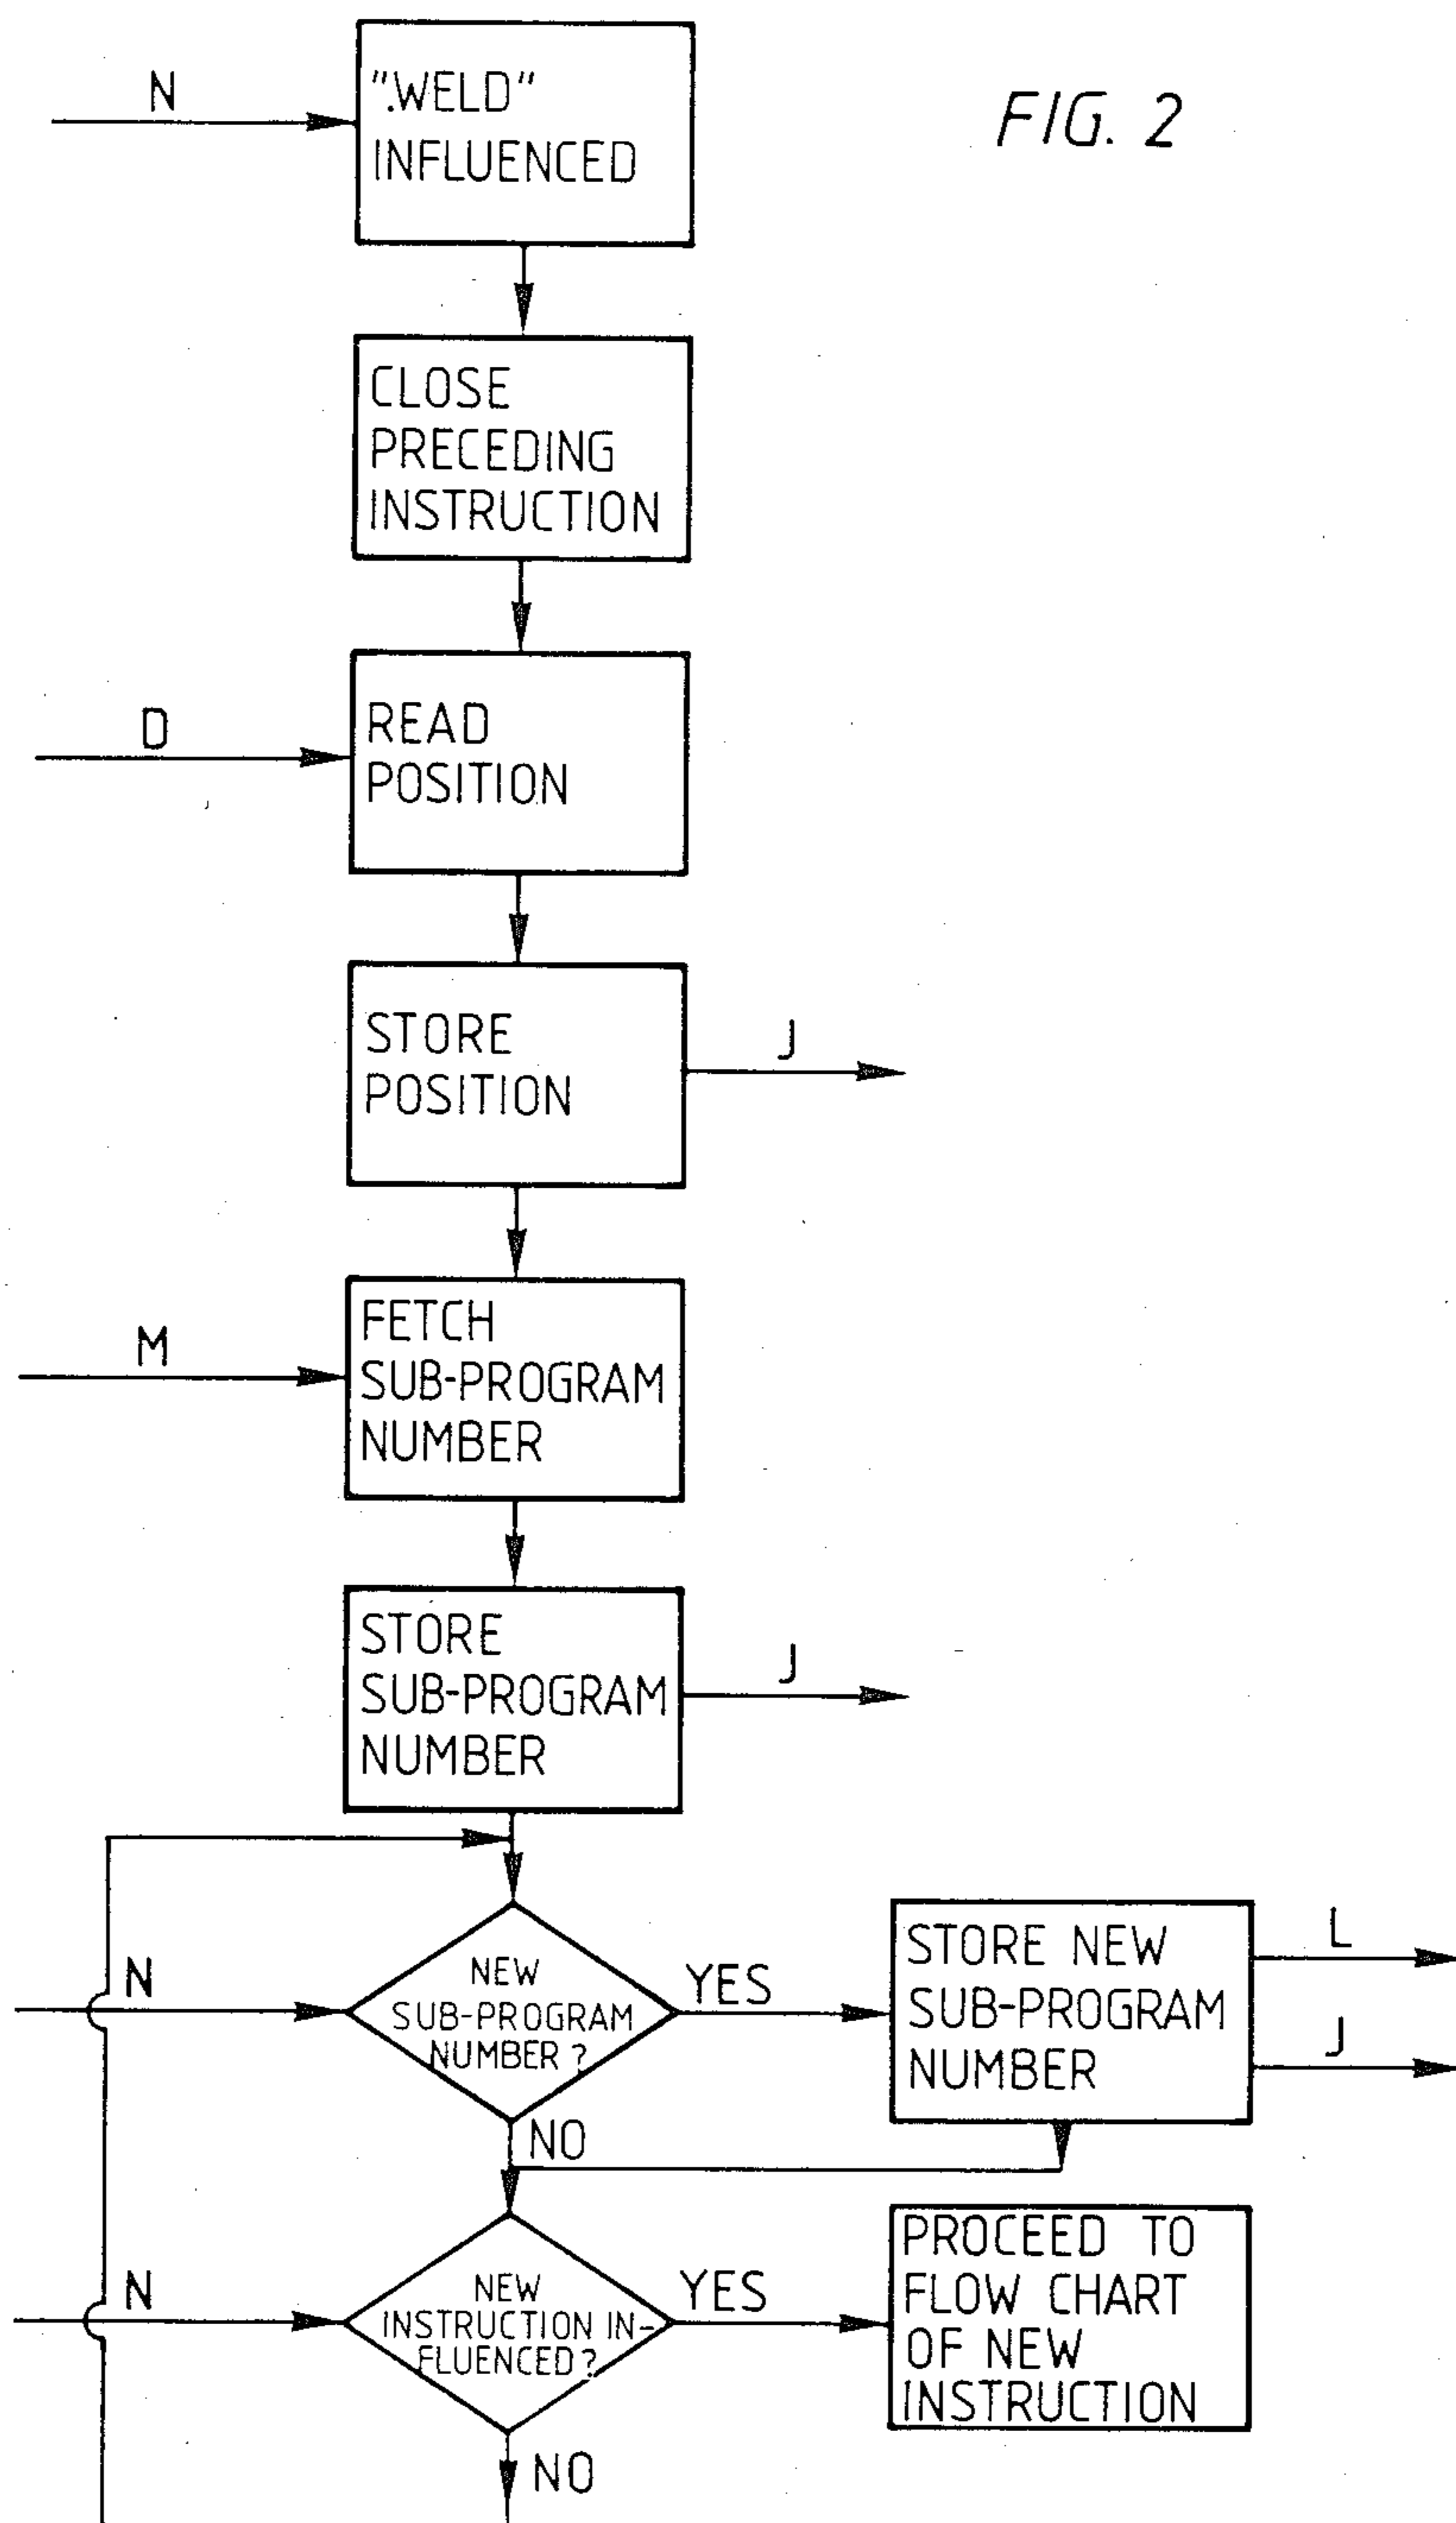 FIG. 2
N
"WELD"
INFLUENCED
CLOSE
PRECEDING
INSTRUCTION
D
READ
POSITION
STORE
POSITION
J
M
FETCH
SUB-PROGRAM
NUMBER
STORE
SUB-PROGRAM
NUMBER
J
N
NEW
SUB-PROGRAM
NUMBER?
YES
STORE NEW
SUB-PROGRAM
NUMBER
L
J
NO
N
NEW
INSTRUCTION IN-
FLUENCED?
YES
PROCEED TO
FLOW CHART
OF NEW
INSTRUCTION
NO